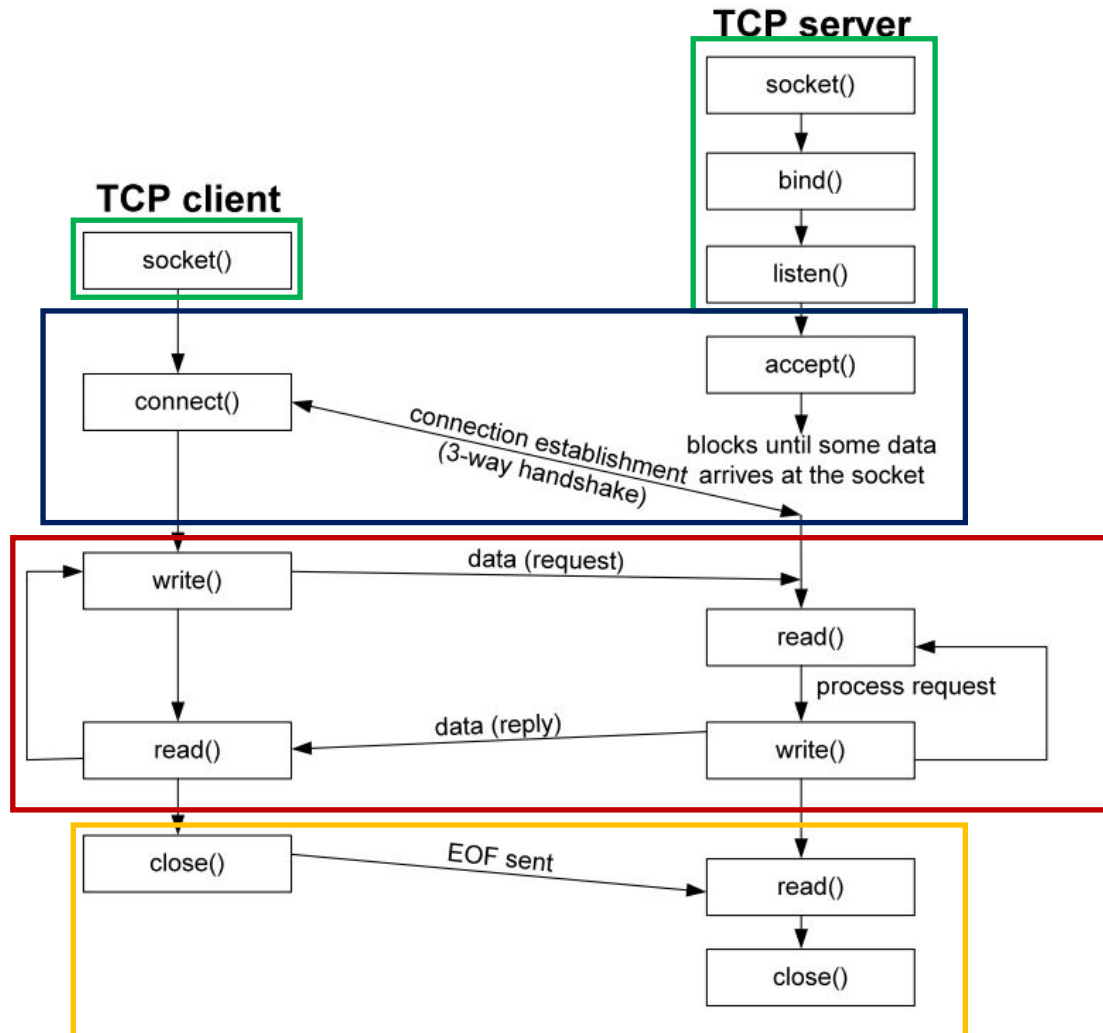 TCP server
socket()
bind()
TCP client
socket()
listen()
accept()
connect()
connection establishment
(3-way handshake)
blocks until some data
arrives at the socket
data (request)
write()
read()
process request
data (reply)
read()
write()
close()
EOF sent
read()
close()